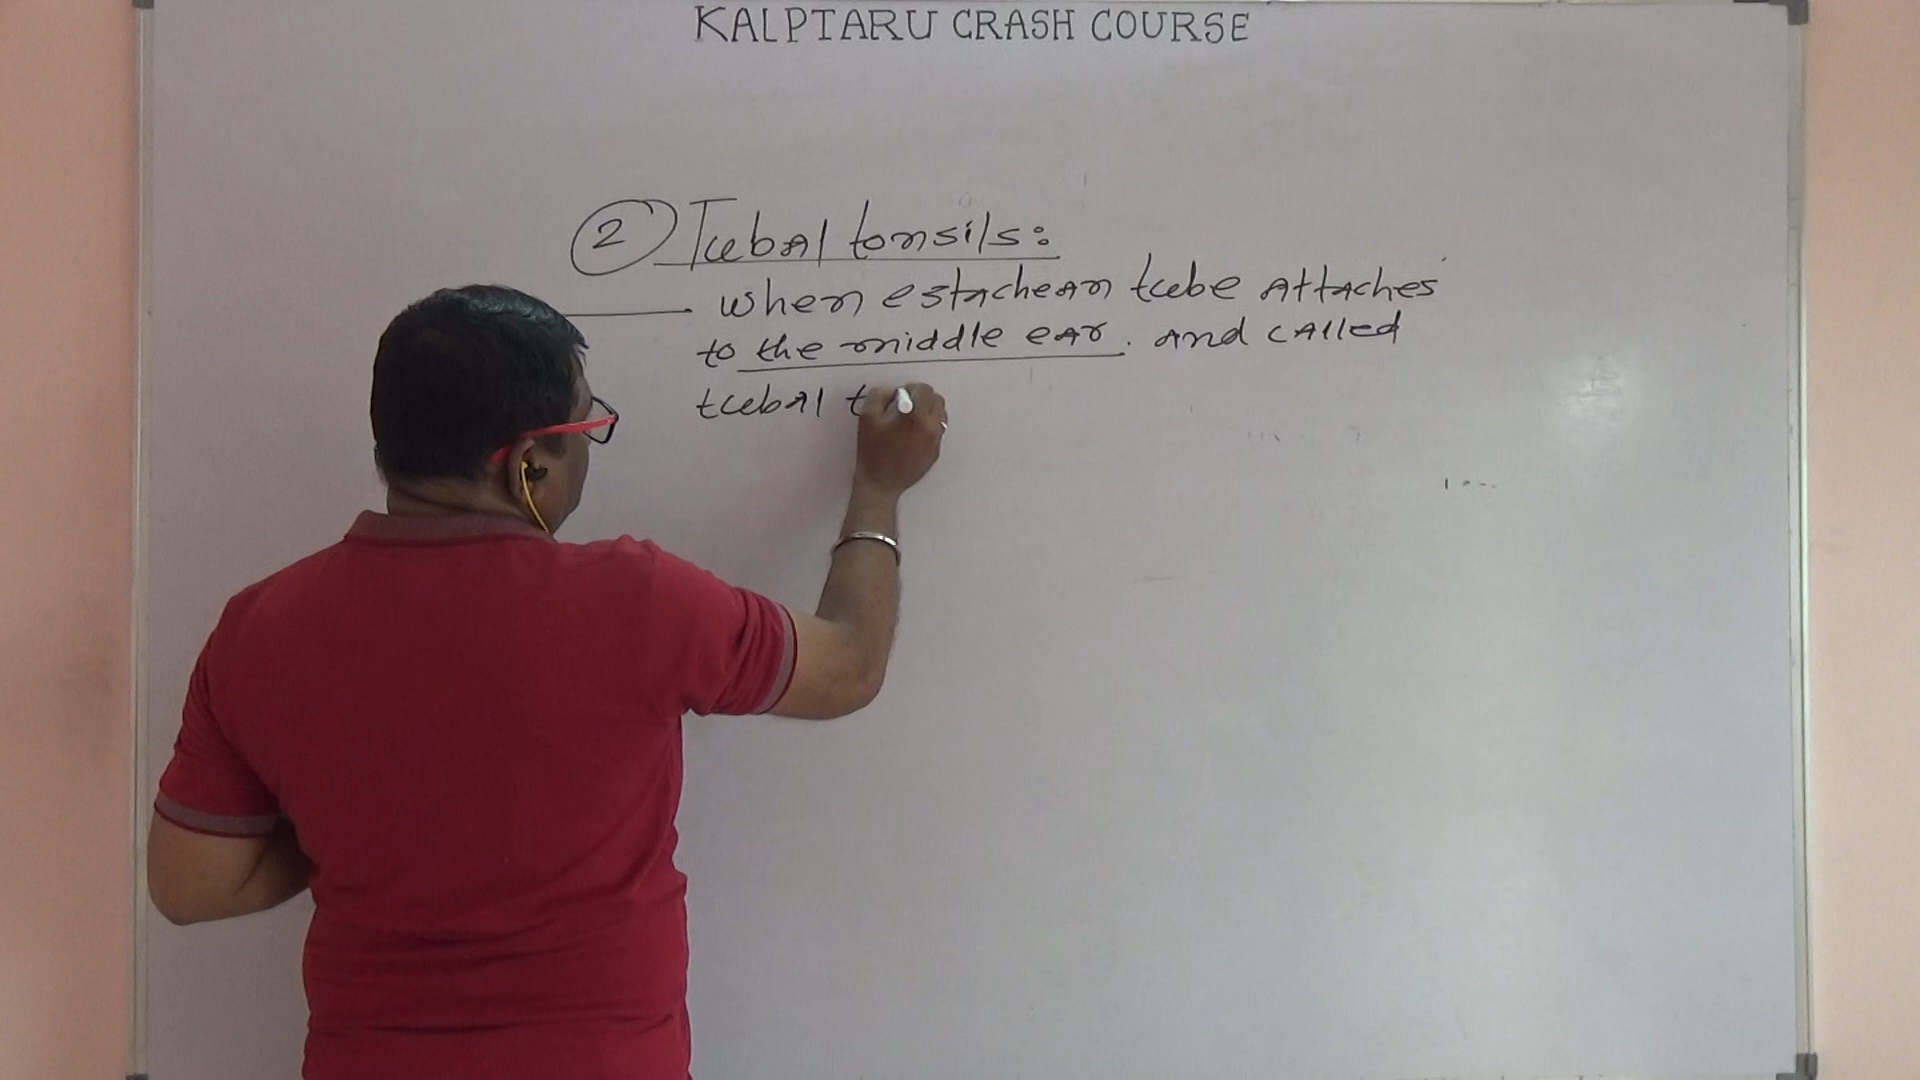 KALPTARU CRASH COURSE
2 Tubal tonsils:
when estachean tube attaches
to the middle ear. and called
tubal t